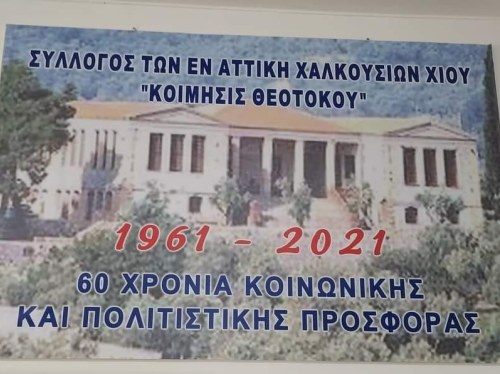 ΣΥΛΛΟΓΟΣ ΤΩΝ ΕΝ ΑΤΤΙΚΗ ΧΑΛΚΟΥΣΙΩΝ ΧΙΟΥ
"ΚΟΙΜΗΣΙΣ ΘΕΟΤΟΚΟΥ"
1961 - 2021
60 ΧΡΟΝΙΑ ΚΟΙΝΩΝΙΚΗΣ
ΚΑΙ ΠΟΛΙΤΙΣΤΙΚΗΣ ΠΡΟΣΦΟΡΑΣ